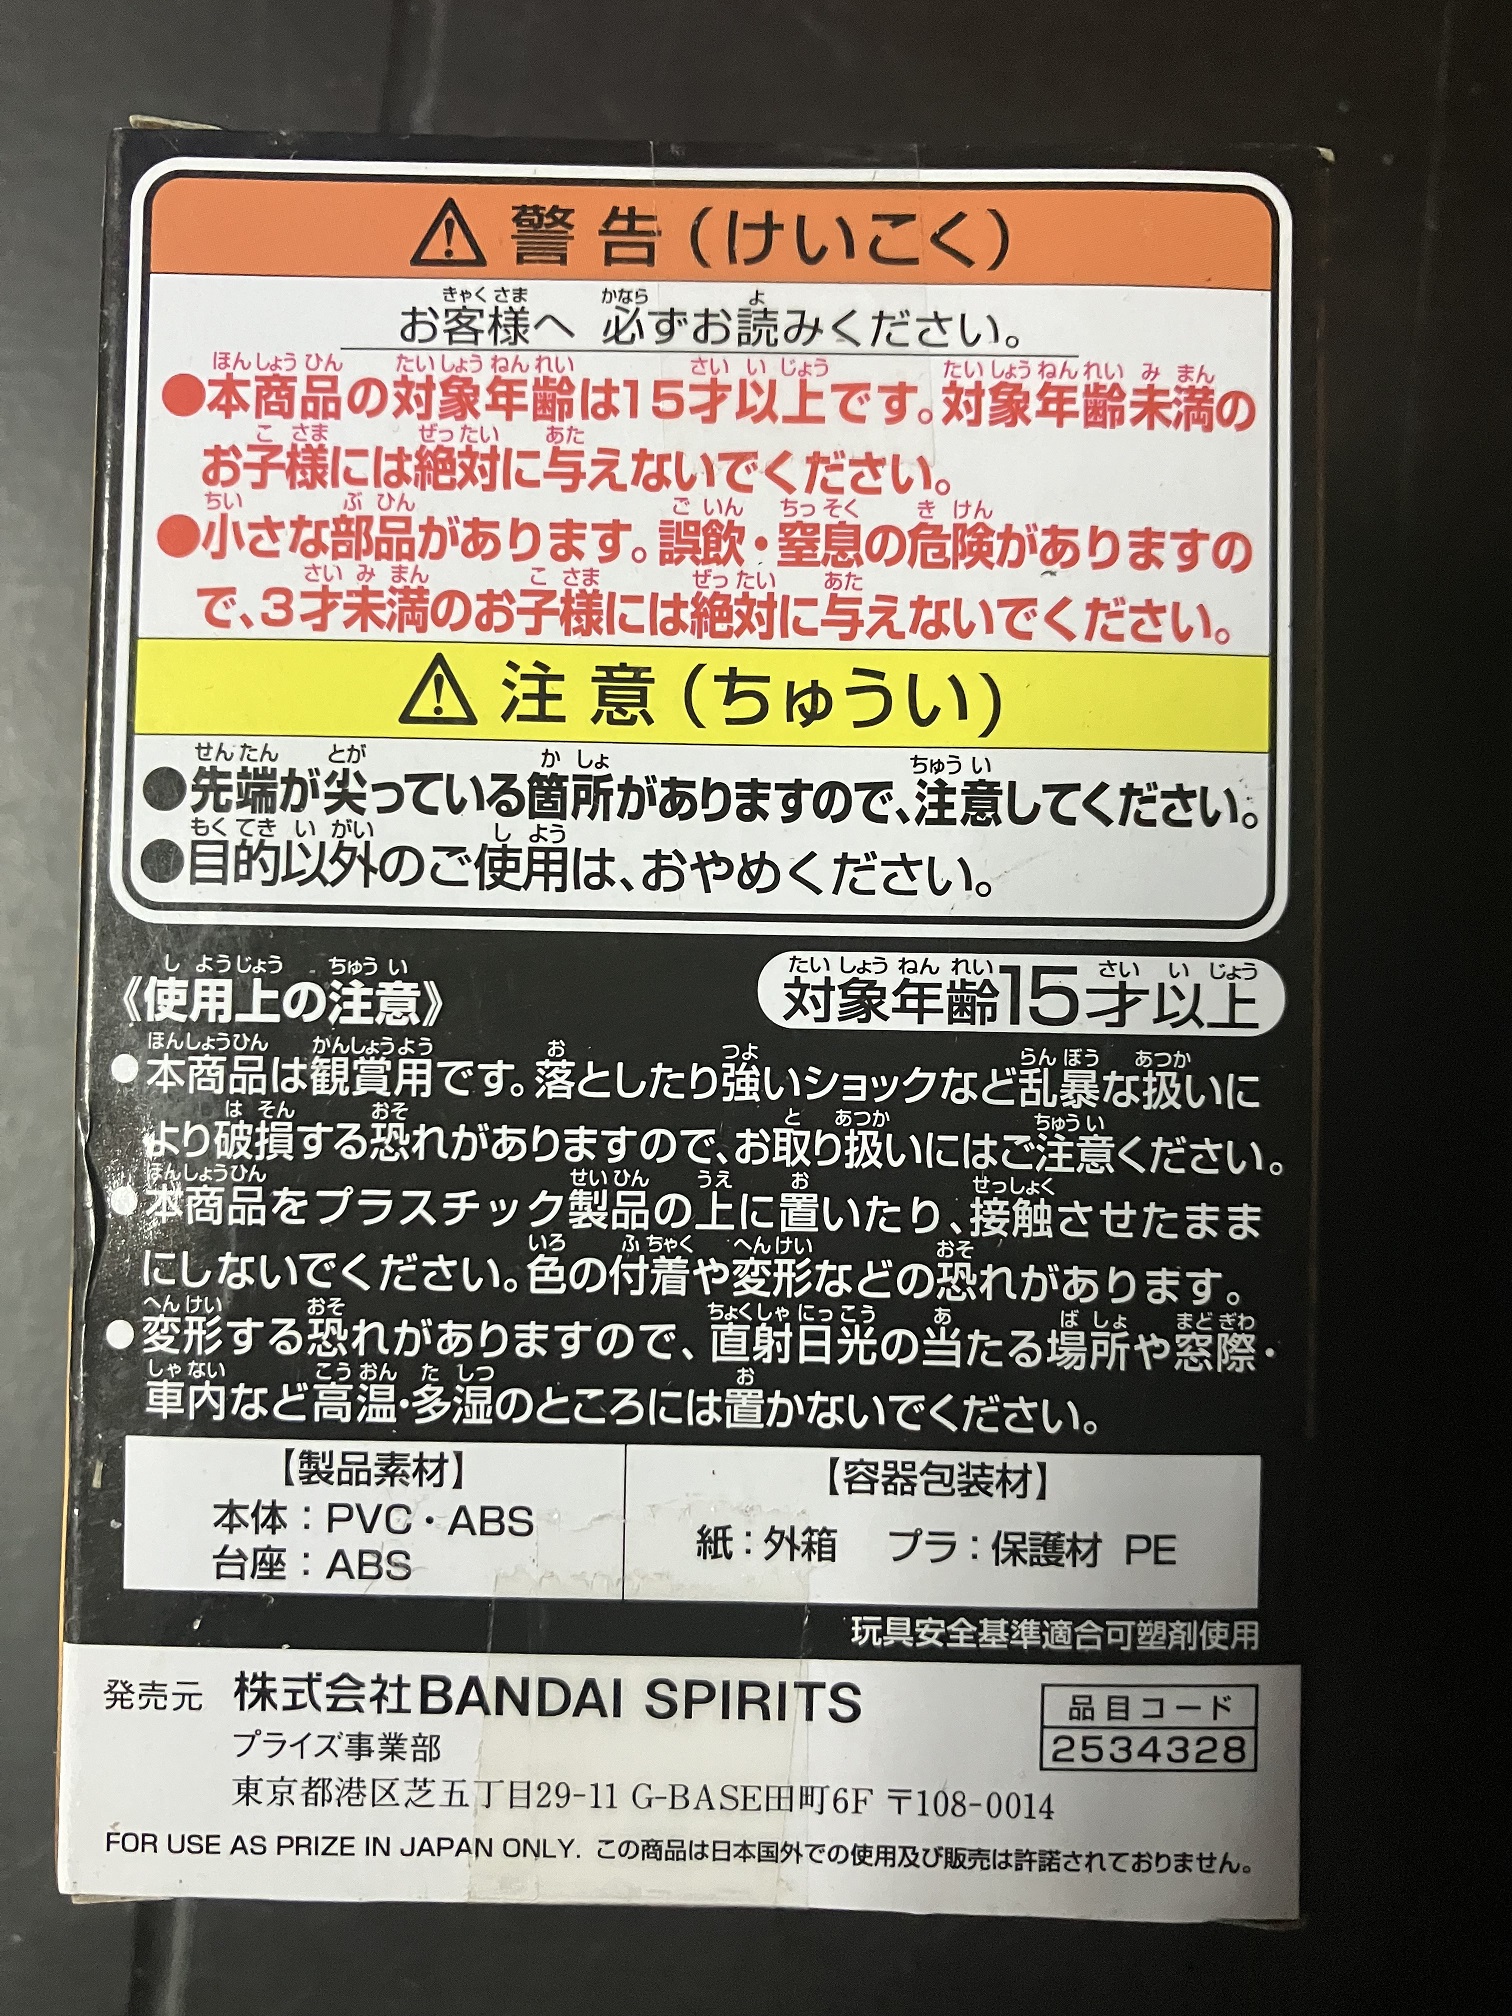 ⚠警告(けいこく)
お客様へ 必ずお読みください。
●本商品の対象年齢は15才以上です。対象年齢未満の
お子様には絶対に与えないでください。
●小さな部品があります。誤飲・窒息の危険がありますの
で、3才未満のお子様には絶対に与えないでください。
⚠注意(ちゅうい)
●先端が尖っている箇所がありますので、注意してください。
●目的以外のご使用は、おやめください。
《使用上の注意》
対象年齢15才以上
●本商品は観賞用です。落としたり強いショックなど乱暴な扱いに
より破損する恐れがありますので、お取り扱いにはご注意ください。
●本商品をプラスチック製品の上に置いたり、接触させたまま
にしないでください。色の付着や変形などの恐れがあります。
●変形する恐れがありますので、直射日光の当たる場所や窓際・
車内など高温・多湿のところには置かないでください。
【製品素材】
本体：PVC・ABS
台座：ABS
【容器包装材】
紙：外箱 プラ：保護材 PE
玩具安全基準適合可塑剤使用
発売元 株式会社BANDAI SPIRITS
プライズ事業部
東京都港区芝五丁目29-11 G-BASE田町6F 〒108-0014
品目コード
2534328
FOR USE AS PRIZE IN JAPAN ONLY. この商品は日本国外での使用及び販売は許諾されておりません。